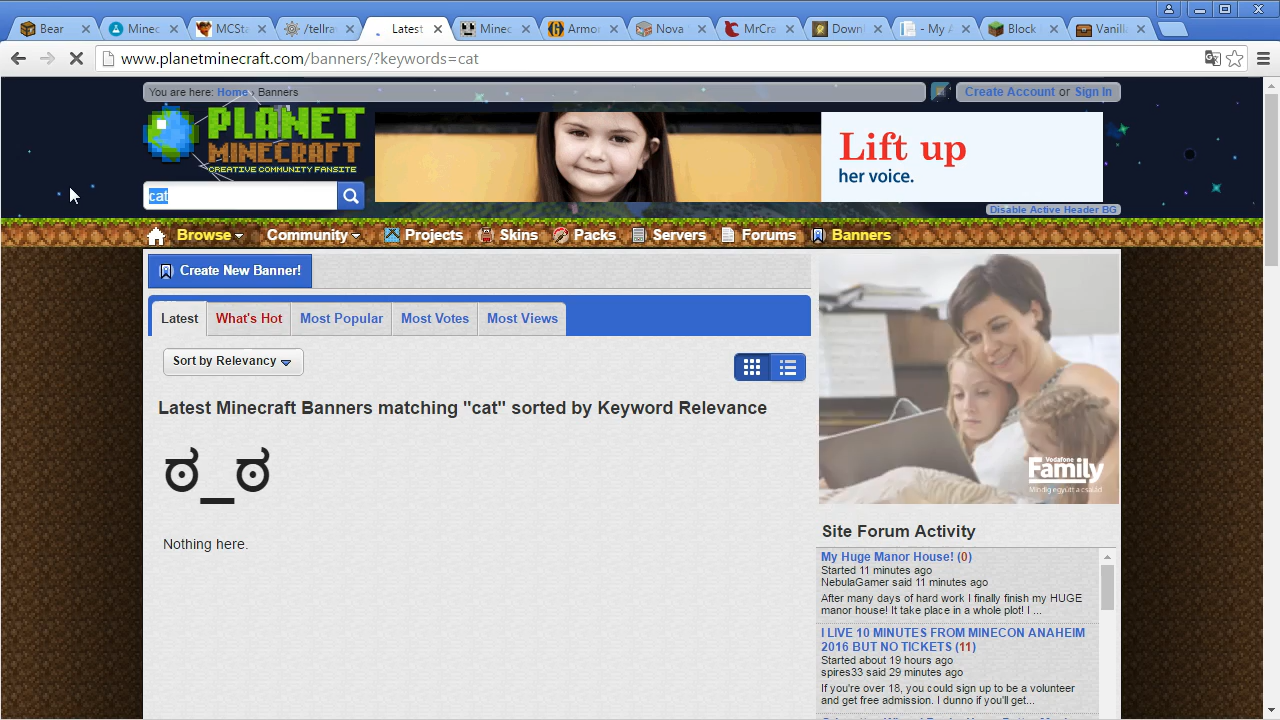 Bear
Minec
MCSta
/tellra
Latest
Minec
Armor
Nova
MrCra
Downl
- My A
Block
Vanill
www.planetminecraft.com/banners/?keywords=cat
You are here: Home › Banners
Create Account or Sign In
PLANET
MINECRAFT
CREATIVE COMMUNITY FANSITE
Lift up
her voice.
cat
Disable Active Header BG
Browse
Community
Projects
Skins
Packs
Servers
Forums
Banners
Create New Banner!
Latest
What's Hot
Most Popular
Most Votes
Most Views
Sort by Relevancy
Latest Minecraft Banners matching "cat" sorted by Keyword Relevance
ಠ_ಠ
Nothing here.
Vodafone
Family
Mindig együtt a család
Site Forum Activity
My Huge Manor House! (0)
Started 11 minutes ago
NebulaGamer said 11 minutes ago
After many days of hard work I finally finish my HUGE
manor house! It take place in a whole plot! I ...
I LIVE 10 MINUTES FROM MINECON ANAHEIM
2016 BUT NO TICKETS (11)
Started about 19 hours ago
spires33 said 29 minutes ago
If you're over 18, you could sign up to be a volunteer
and get free admission. I dunno if you'll get...